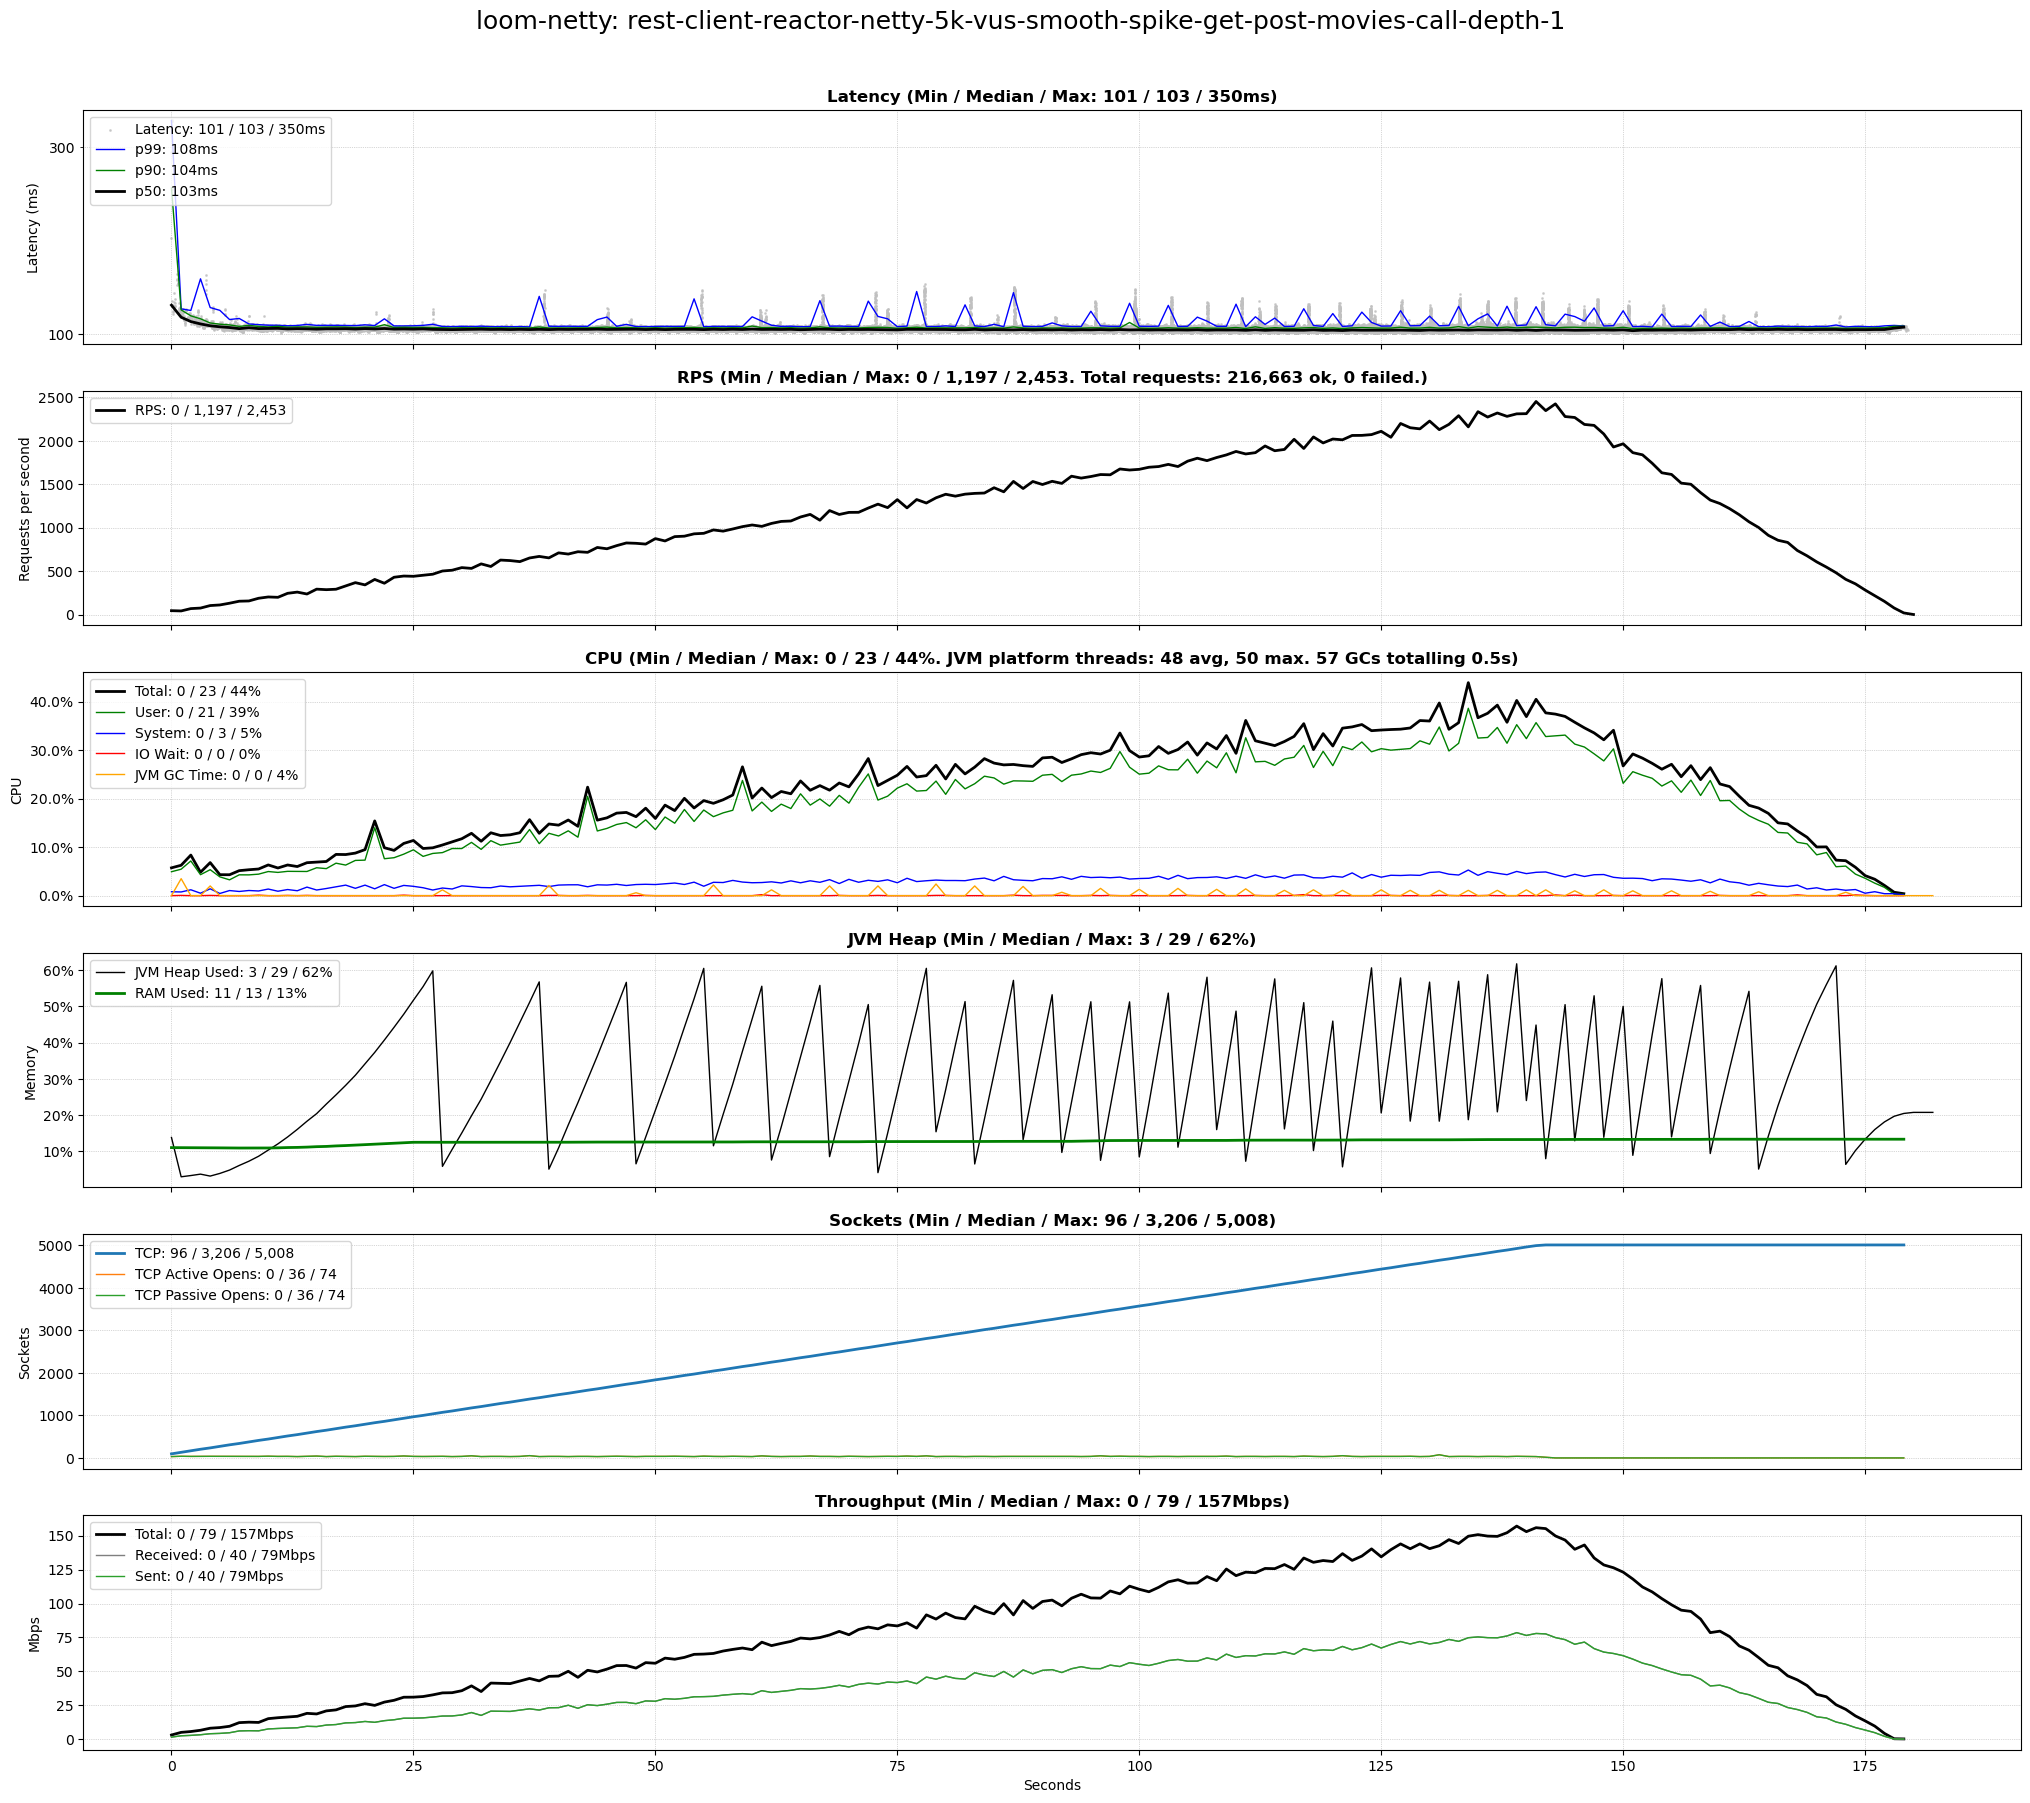 loom-netty: rest-client-reactor-netty-5k-vus-smooth-spike-get-post-movies-call-depth-1
Latency (Min / Median / Max: 101 / 103 / 350ms)
Latency: 101 / 103 / 350ms
p99: 108ms
p90: 104ms
p50: 103ms
300
100
Latency (ms)
RPS (Min / Median / Max: 0 / 1,197 / 2,453. Total requests: 216,663 ok, 0 failed.)
RPS: 0 / 1,197 / 2,453
2500
2000
1500
1000
500
0
Requests per second
CPU (Min / Median / Max: 0 / 23 / 44%. JVM platform threads: 48 avg, 50 max. 57 GCs totalling 0.5s)
Total: 0 / 23 / 44%
User: 0 / 21 / 39%
System: 0 / 3 / 5%
IO Wait: 0 / 0 / 0%
JVM GC Time: 0 / 0 / 4%
40.0%
30.0%
20.0%
10.0%
0.0%
CPU
JVM Heap (Min / Median / Max: 3 / 29 / 62%)
JVM Heap Used: 3 / 29 / 62%
RAM Used: 11 / 13 / 13%
60%
50%
40%
30%
20%
10%
Memory
Sockets (Min / Median / Max: 96 / 3,206 / 5,008)
TCP: 96 / 3,206 / 5,008
TCP Active Opens: 0 / 36 / 74
TCP Passive Opens: 0 / 36 / 74
5000
4000
3000
2000
1000
0
Sockets
Throughput (Min / Median / Max: 0 / 79 / 157Mbps)
Total: 0 / 79 / 157Mbps
Received: 0 / 40 / 79Mbps
Sent: 0 / 40 / 79Mbps
150
125
100
75
50
25
0
Mbps
0 25 50 75 100 125 150 175
Seconds